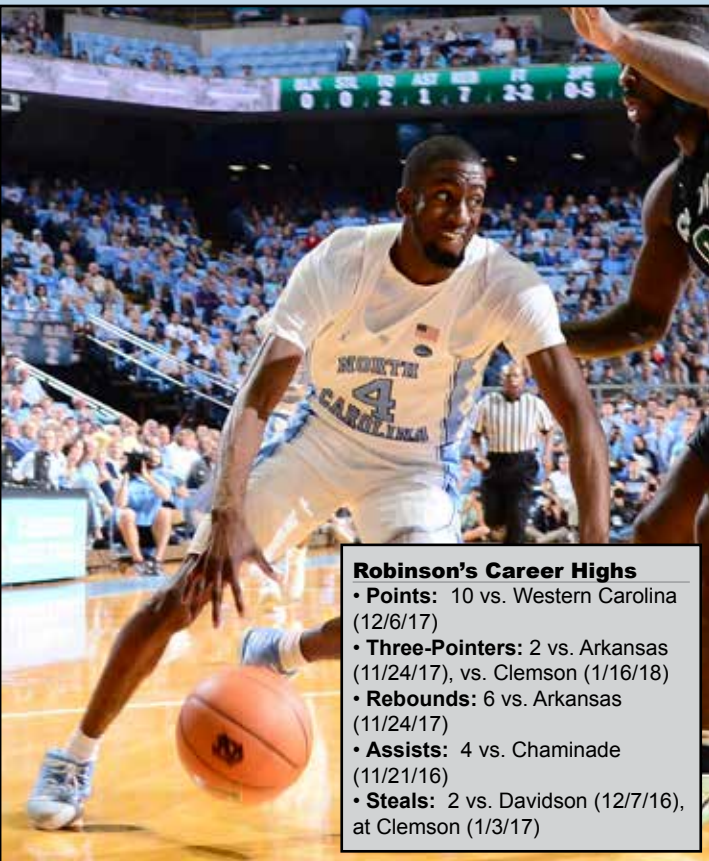 BLK STL TO AST REB FT 3PT
0 0 2 1 7 2-2 0-5
NORTH
4
CAROLINA
Robinson's Career Highs
• Points: 10 vs. Western Carolina
(12/6/17)
• Three-Pointers: 2 vs. Arkansas
(11/24/17), vs. Clemson (1/16/18)
• Rebounds: 6 vs. Arkansas
(11/24/17)
• Assists: 4 vs. Chaminade
(11/21/16)
• Steals: 2 vs. Davidson (12/7/16),
at Clemson (1/3/17)